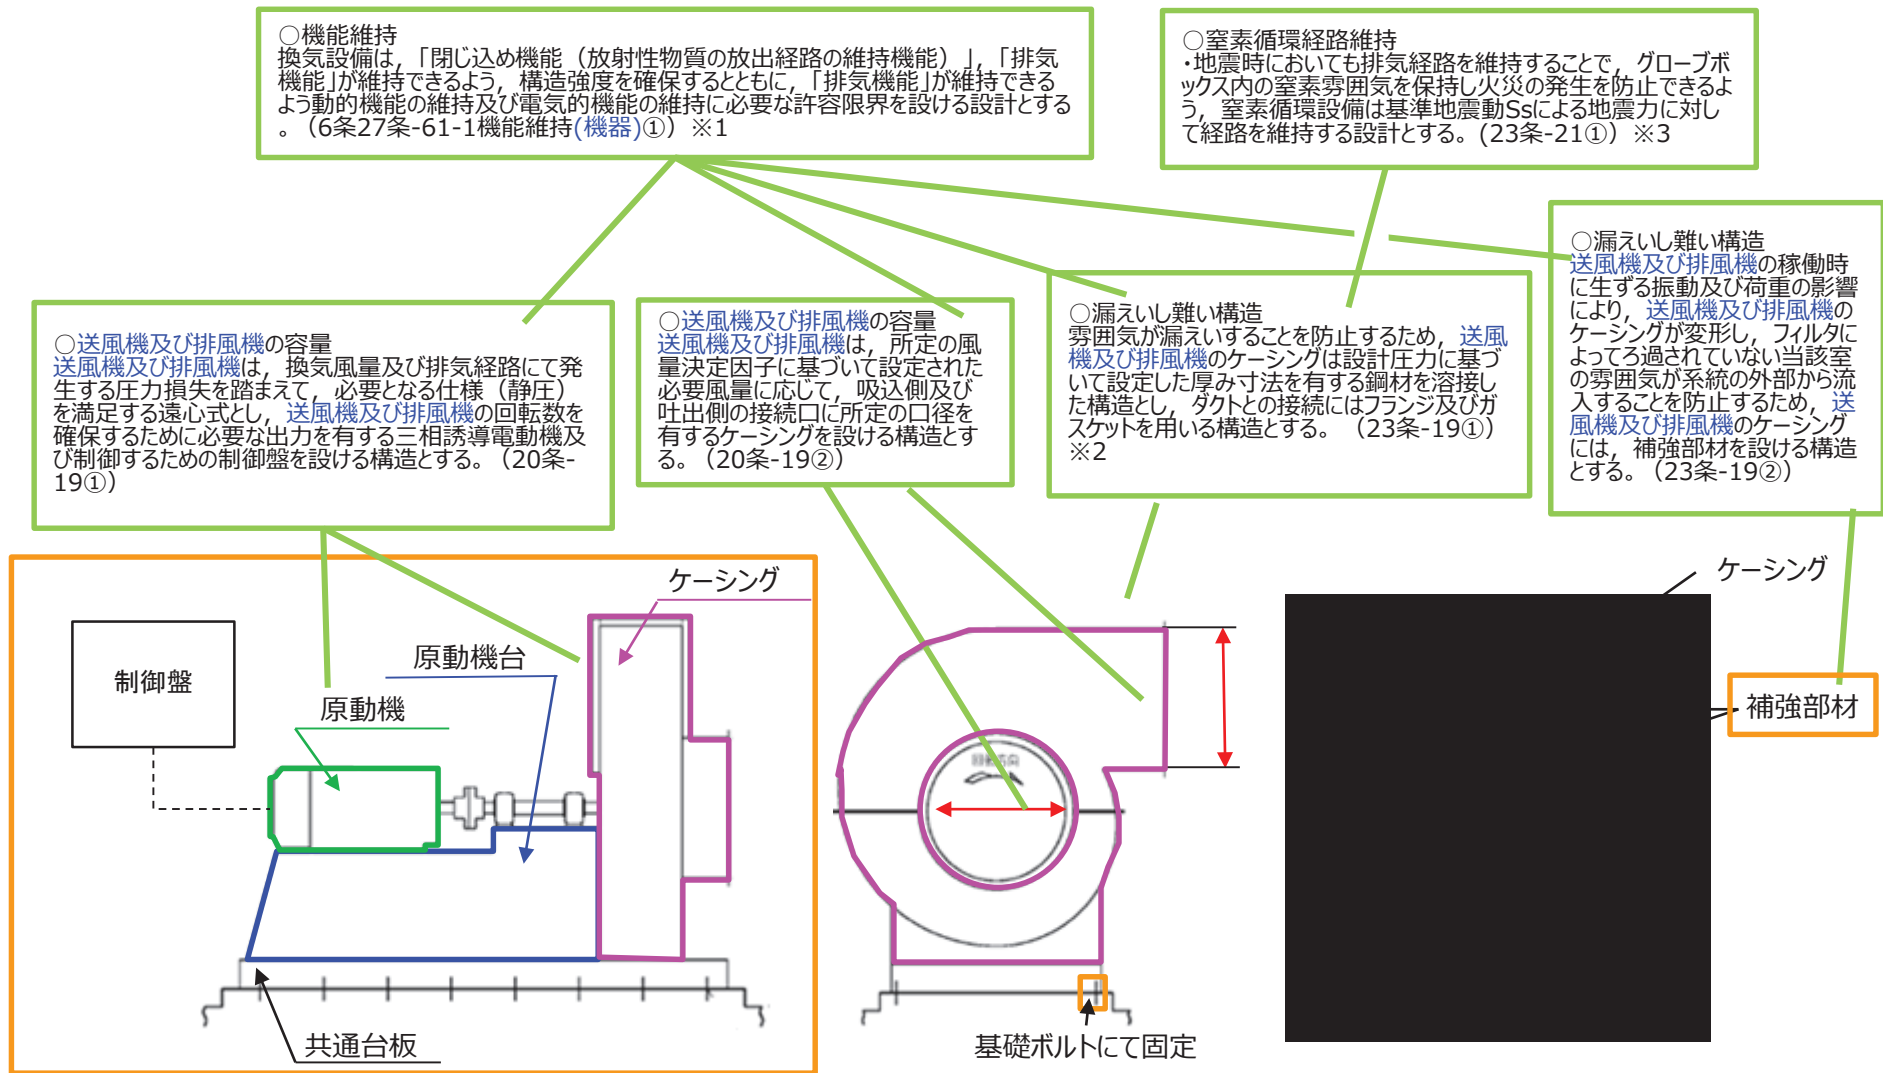 ○機能維持
換気設備は，「閉じ込め機能（放射性物質の放出経路の維持機能）」，「排気
機能」が維持できるよう，構造強度を確保するとともに，「排気機能」が維持できる
よう動的機能の維持及び電気的機能の維持に必要な許容限界を設ける設計とする
。（6条27条-61-1機能維持(機器)①）※1
○窒素循環経路維持
・地震時においても排気経路を維持することで，グローブボ
ックス内の窒素雰囲気を保持し火災の発生を防止できるよ
う，窒素循環設備は基準地震動Ssによる地震力に対し
て経路を維持する設計とする。(23条-21①）※3
○送風機及び排風機の容量
送風機及び排風機は，換気風量及び排気経路にて発
生する圧力損失を踏まえて，必要となる仕様（静圧）
を満足する遠心式とし，送風機及び排風機の回転数を
確保するために必要な出力を有する三相誘導電動機及
び制御するための制御盤を設ける構造とする。（20条-
19①）
○送風機及び排風機の容量
送風機及び排風機は，所定の風
量決定因子に基づいて設定された
必要風量に応じて，吸込側及び
吐出側の接続口に所定の口径を
有するケーシングを設ける構造とす
る。（20条-19②）
○漏えいし難い構造
雰囲気が漏えいすることを防止するため，送風
機及び排風機のケーシングは設計圧力に基づ
いて設定した厚み寸法を有する鋼材を溶接し
た構造とし，ダクトとの接続にはフランジ及びガ
スケットを用いる構造とする。（23条-19①）
※2
○漏えいし難い構造
送風機及び排風機の稼働時
に生ずる振動及び荷重の影響
により，送風機及び排風機の
ケーシングが変形し，フィルタに
よってろ過されていない当該室
の雰囲気が系統の外部から流
入することを防止するため，送
風機及び排風機のケーシング
には，補強部材を設ける構造
とする。（23条-19②）
ケーシング
制御盤
原動機台
原動機
共通台板
基礎ボルトにて固定
ケーシング
補強部材